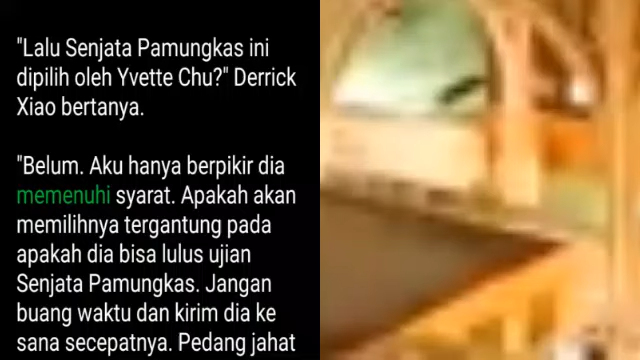 "Lalu Senjata Pamungkas ini
dipilih oleh Yvette Chu?" Derrick
Xiao bertanya.
"Belum. Aku hanya berpikir dia
memenuhi syarat. Apakah akan
memilihnya tergantung pada
apakah dia bisa lulus ujian
Senjata Pamungkas. Jangan
buang waktu dan kirim dia ke
sana secepatnya. Pedang jahat